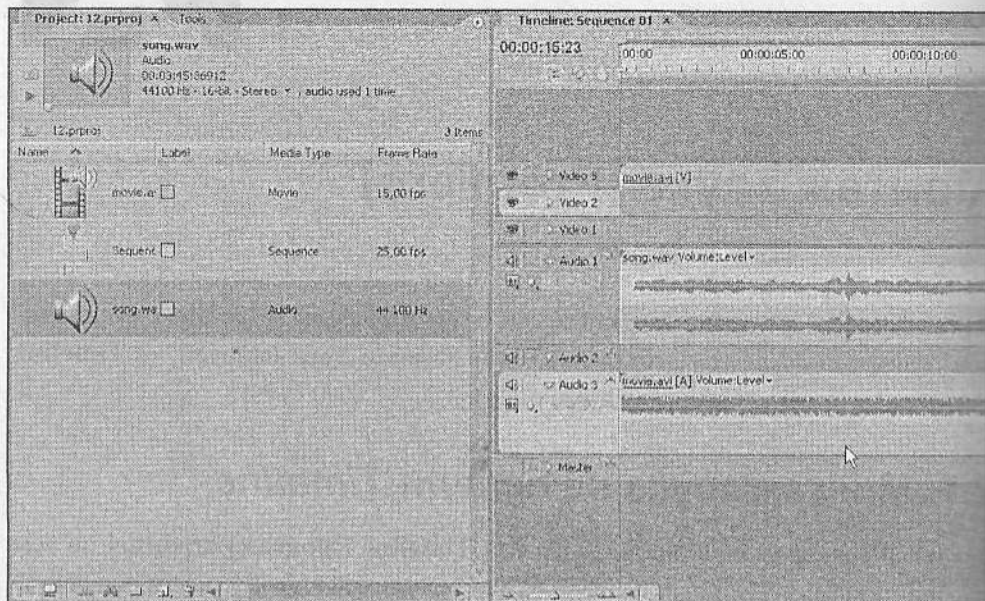 Project: 12.prproj × Tools
song.wav
Audio
00:03:45:36912
44100 Hz - 16-bit - Stereo , audio used 1 time
12.prproj
3 Items
Name Label Media Type Frame Rate
movie.a Movie 15,00 fps
Sequenc Sequence 25,00 fps
song.wa Audio 44 100 Hz
Timeline: Sequence 01 ×
00:00:15:23
:00:00 00:00:05:00 00:00:10:00
Video 3 movie.avi [V]
Video 2
Video 1
Audio 1 song.wav Volume:Level
Audio 2
Audio 3 movie.avi [A] Volume:Level
Master